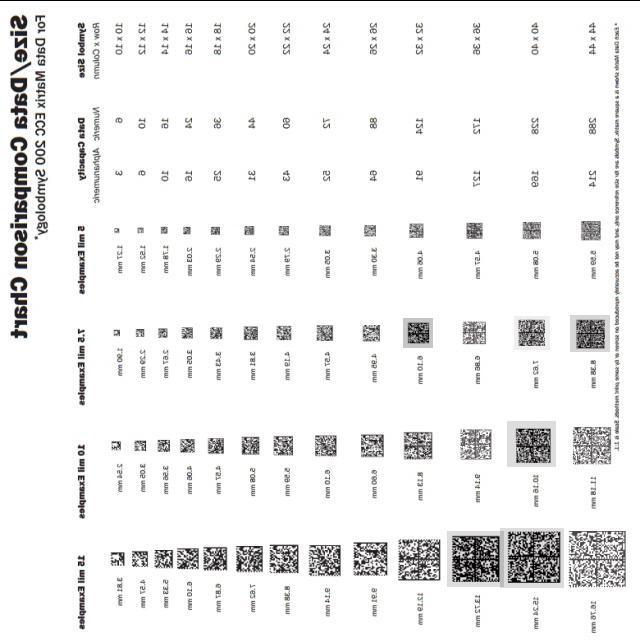 Size/Data Comparison Chart
For Data Matrix ECC 200 Symbology*
Symbol Size Data Capacity 5 mil Examples 7.5 mil Examples 10 mil Examples 15 mil Examples
Row x Column Numeric Alphanumeric
10 x 10 6 3 1.27 mm 1.90 mm 2.54 mm 3.81 mm
12 x 12 10 6 1.52 mm 2.29 mm 3.05 mm 4.57 mm
14 x 14 16 10 1.78 mm 2.67 mm 3.56 mm 5.33 mm
16 x 16 24 16 2.03 mm 3.05 mm 4.06 mm 6.10 mm
18 x 18 36 25 2.29 mm 3.43 mm 4.57 mm 6.87 mm
20 x 20 44 31 2.54 mm 3.81 mm 5.08 mm 7.62 mm
22 x 22 60 43 2.79 mm 4.19 mm 5.59 mm 8.38 mm
24 x 24 72 52 3.05 mm 4.57 mm 6.10 mm 9.14 mm
26 x 26 88 64 3.30 mm 4.95 mm 6.60 mm 9.91 mm
32 x 32 124 91 4.06 mm 6.10 mm 8.13 mm 12.19 mm
36 x 36 172 127 4.57 mm 6.86 mm 9.14 mm 13.72 mm
40 x 40 228 169 5.08 mm 7.62 mm 10.16 mm 15.24 mm
44 x 44 288 214 5.59 mm 8.38 mm 11.18 mm 16.76 mm
* Each Data Matrix shown is a square matrix. Symbols are for size reference only, and may not be accurately